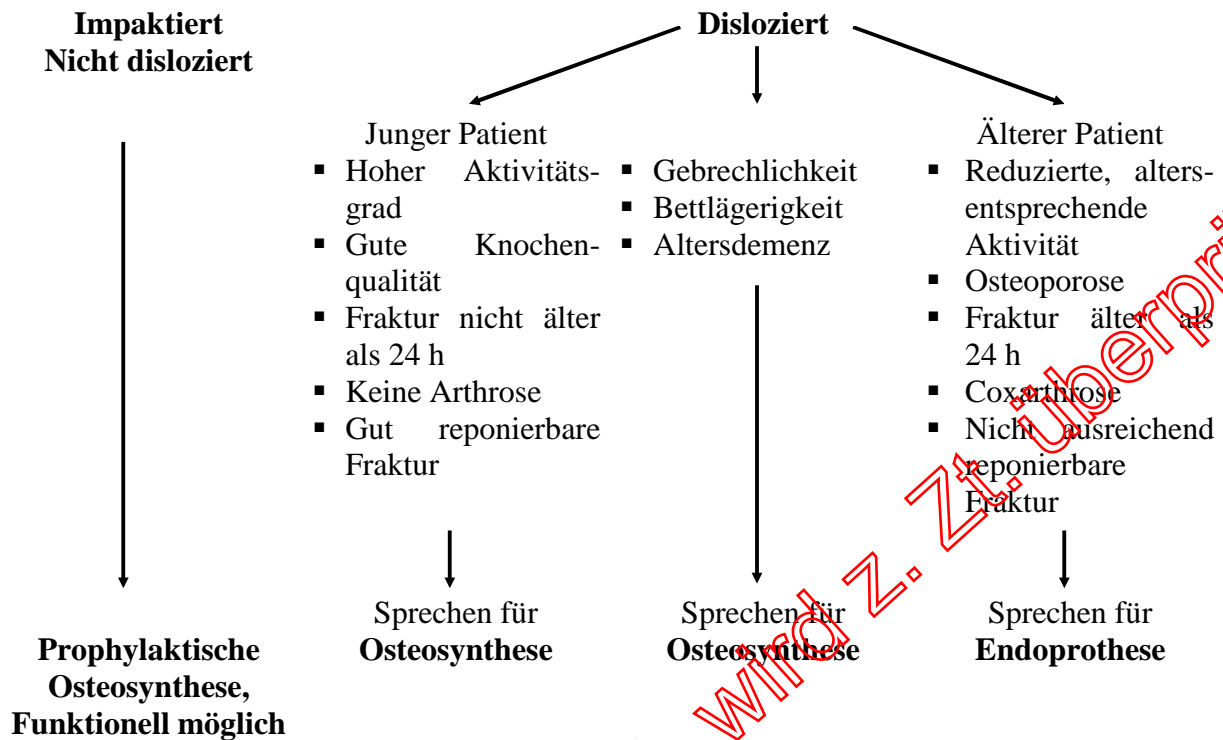 Impaktiert
Nicht disloziert
Disloziert
Junger Patient
▪ Hoher Aktivitäts-
grad
▪ Gute Knochen-
qualität
▪ Fraktur nicht älter
als 24 h
▪ Keine Arthrose
▪ Gut reponierbare
Fraktur
▪ Gebrechlichkeit
▪ Bettlägerigkeit
▪ Altersdemenz
Älterer Patient
▪ Reduzierte, alters-
entsprechende
Aktivität
▪ Osteoporose
▪ Fraktur älter als
24 h
▪ Coxarthrose
▪ Nicht ausreichend
reponierbare
Fraktur
Prophylaktische
Osteosynthese,
Funktionell möglich
Sprechen für
Osteosynthese
Sprechen für
Osteosynthese
Sprechen für
Endoprothese
wird z. Zt.